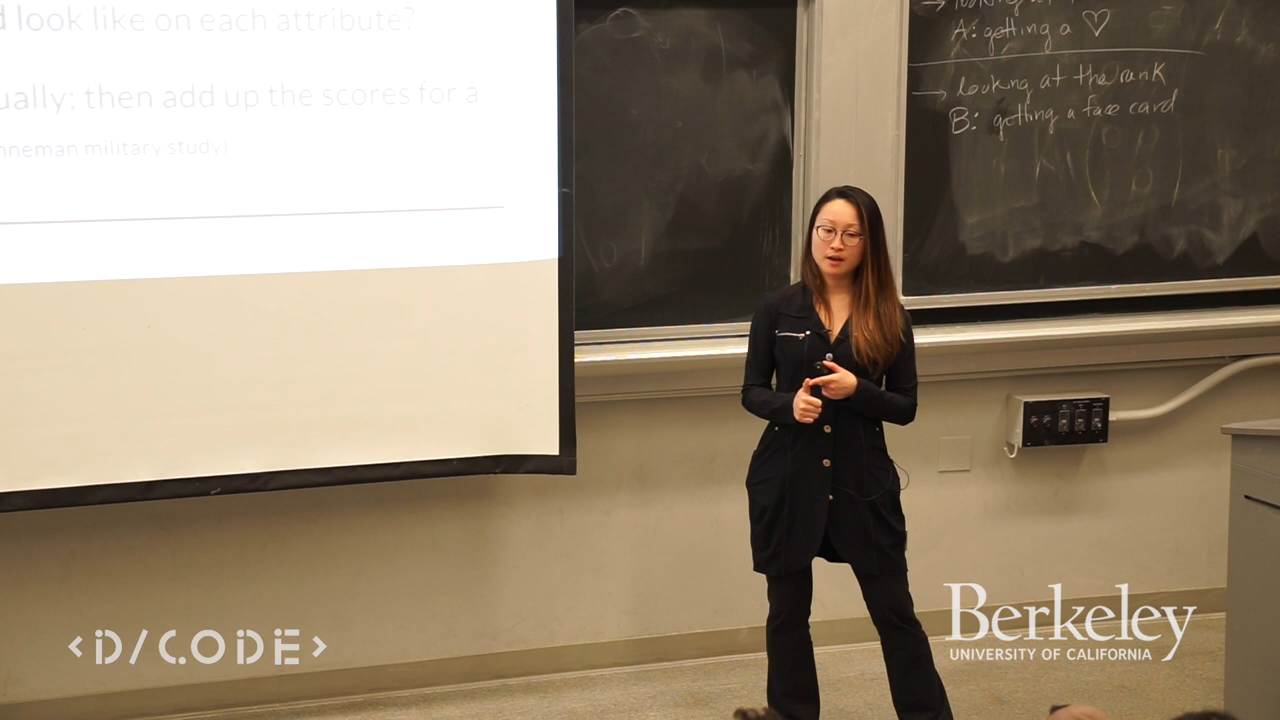 look like on each attribute?
ually; then add up the scores for a
nneman military study)
A: getting a ♡
→ looking at the rank
B: getting a face card
<D/CODE>
Berkeley
UNIVERSITY OF CALIFORNIA